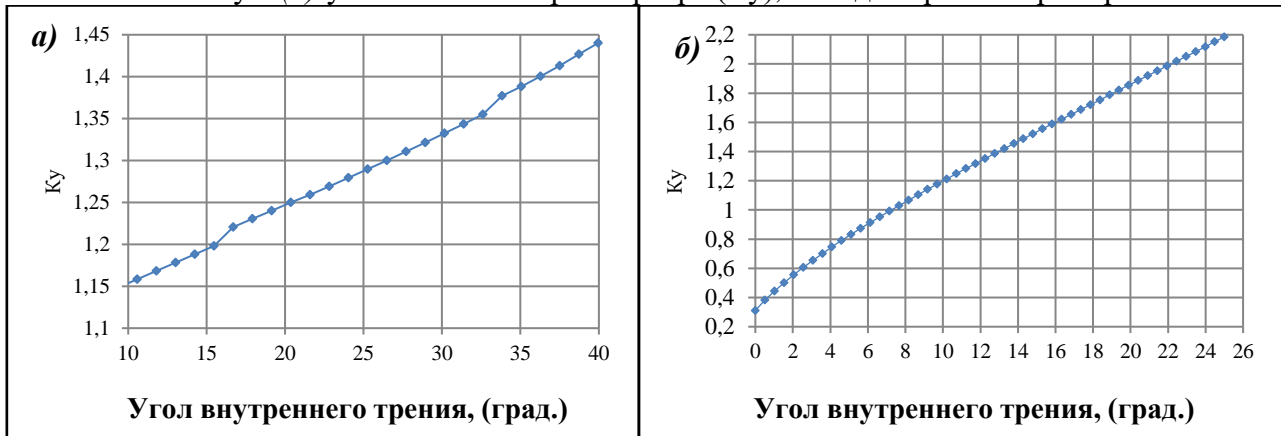 а)
1,45
1,4
1,35
1,3
1,25
1,2
1,15
1,1
Ку
10 15 20 25 30 35 40
Угол внутреннего трения, (град.)
б)
2,2
2
1,8
1,6
1,4
1,2
1
0,8
0,6
0,4
0,2
Ку
0 2 4 6 8 10 12 14 16 18 20 22 24 26
Угол внутреннего трения, (град.)